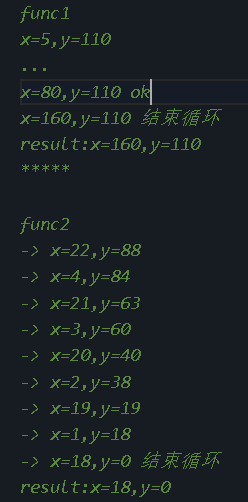 func1
x=5,y=110
...
x=80,y=110 ok
x=160,y=110 结束循环
result:x=160,y=110
*****
func2
-> x=22,y=88
-> x=4,y=84
-> x=21,y=63
-> x=3,y=60
-> x=20,y=40
-> x=2,y=38
-> x=19,y=19
-> x=1,y=18
-> x=18,y=0 结束循环
result:x=18,y=0